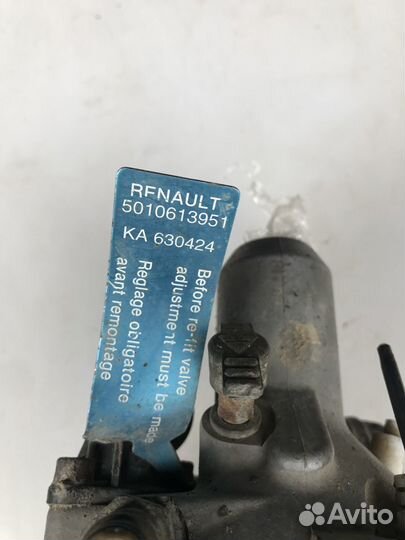 RENAULT
5010613951
KA 630424
Before re-fit valve
adjustment must be made
Reglage obligatoire
avant remontage
Avito